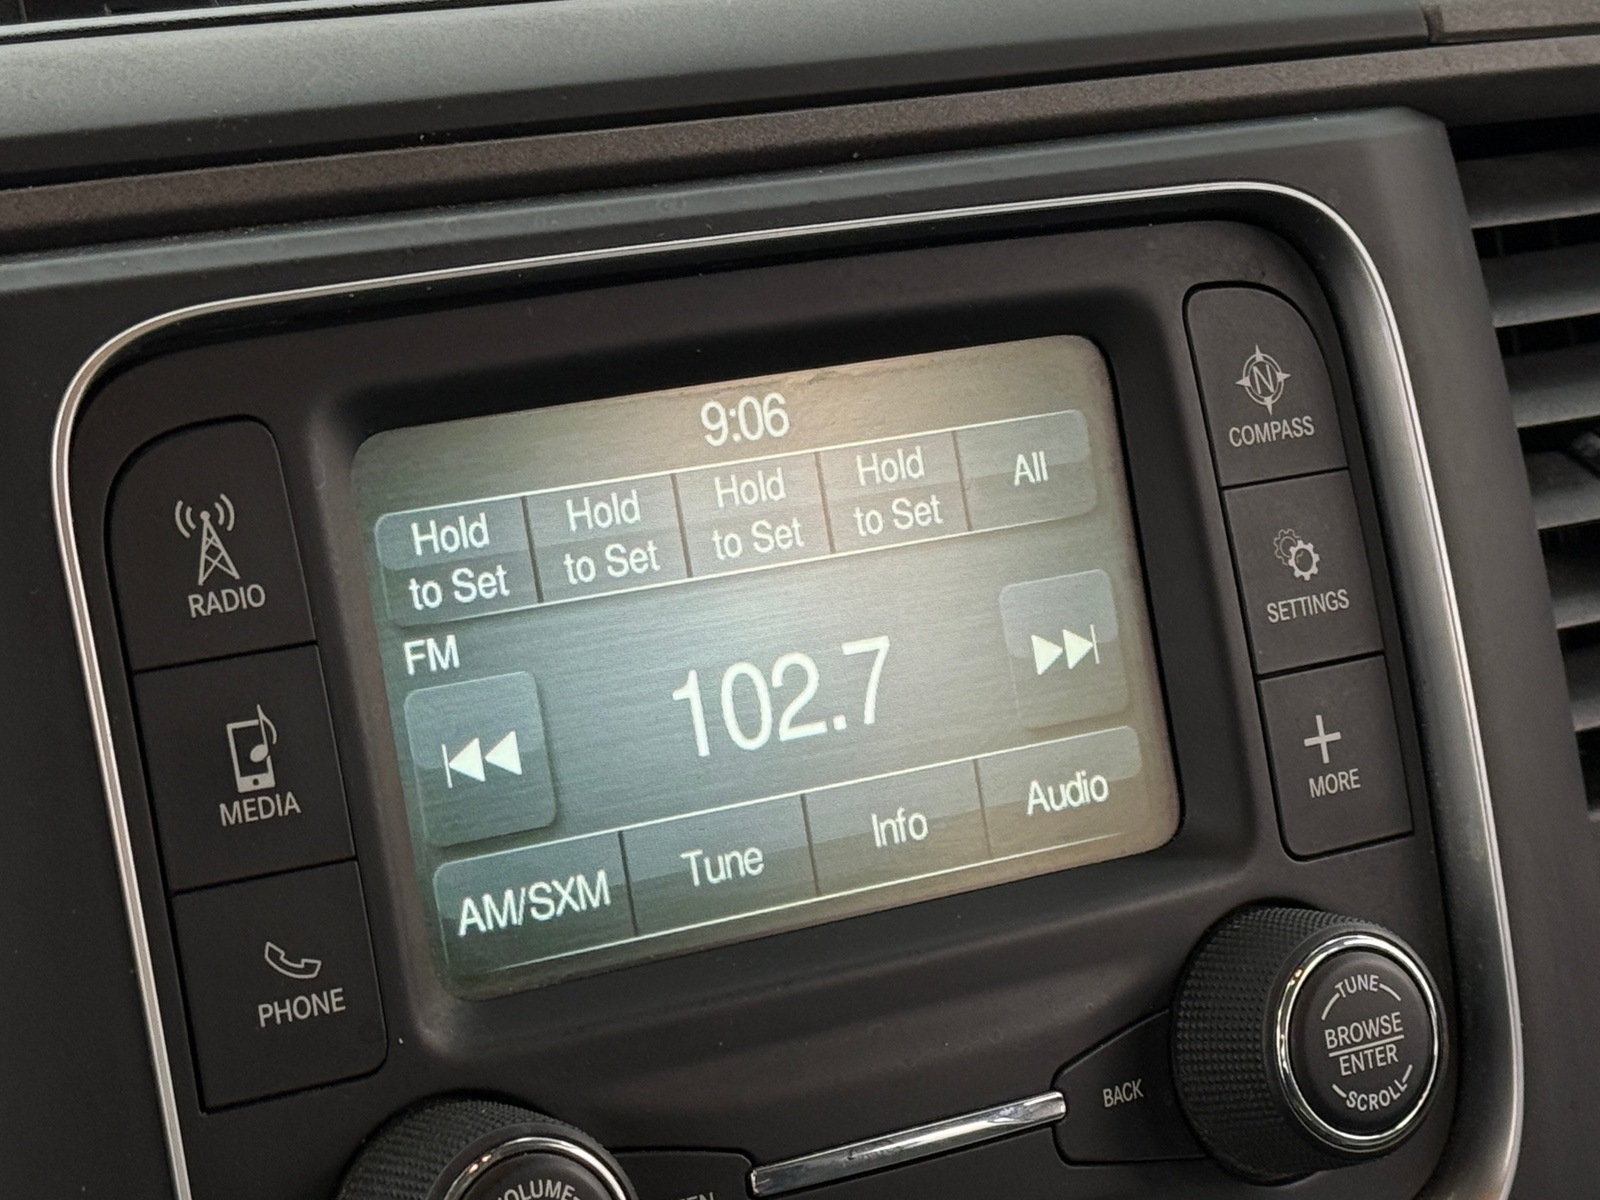 9:06
Hold
to Set
Hold
to Set
Hold
to Set
Hold
to Set
All
FM
102.7
AM/SXM
Tune
Info
Audio
RADIO
MEDIA
PHONE
N
COMPASS
SETTINGS
MORE
TUNE
BROWSE
ENTER
SCROLL
BACK
VOLUME